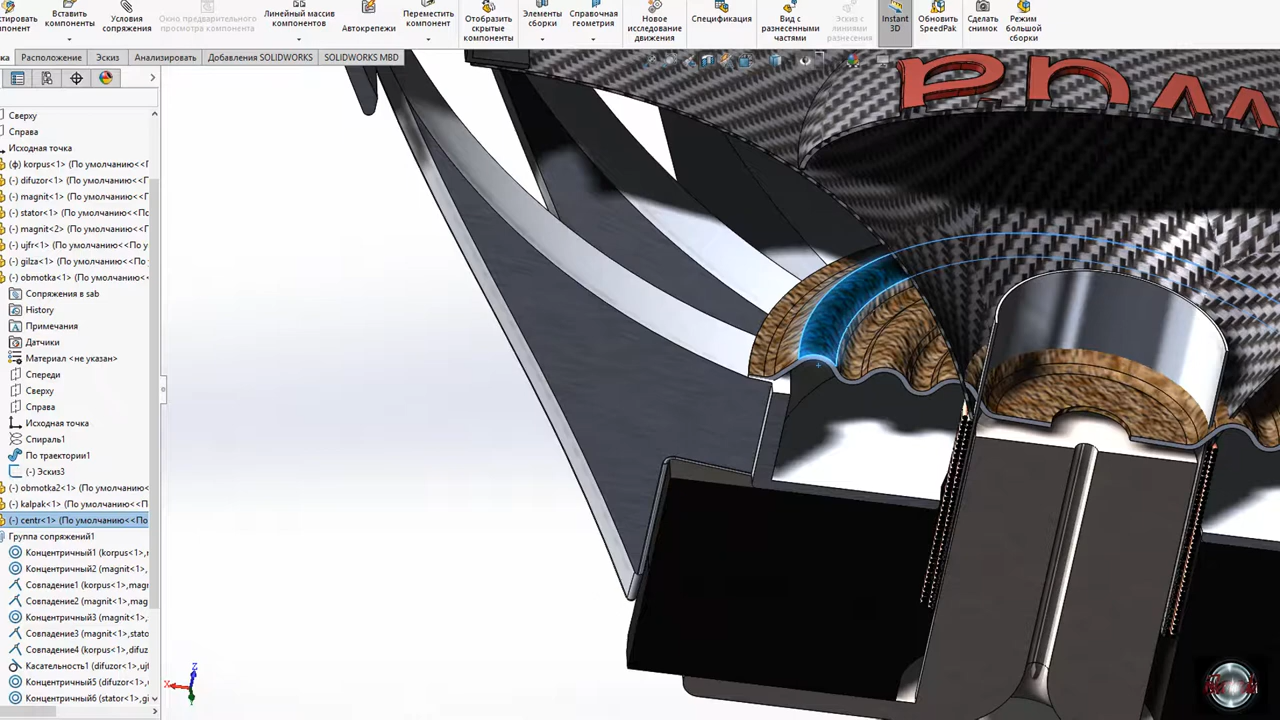 Вставить компоненты
Условия сопряжения
Окно предварительного просмотра компонента
Линейный массив компонентов
Автокрепежи
Переместить компонент
Отобразить скрытые компоненты
Элементы сборки
Справочная геометрия
Новое исследование движения
Спецификация
Вид с разнесенными частями
Эскиз с линиями разнесения
Instant 3D
Обновить SpeedPak
Сделать снимок
Режим большой сборки
Расположение
Эскиз
Анализировать
Добавления SOLIDWORKS
SOLIDWORKS MBD
Сверху
Справа
Исходная точка
(ф) korpus<1> (По умолчанию<<
(-) difuzor<1> (По умолчанию<<
(-) magnit<1> (По умолчанию<<
(-) stator<1> (По умолчанию<<
(-) magnit<2> (По умолчанию<<
(-) ujfr<1> (По умолчанию<<
(-) gilza<1> (По умолчанию<<
(-) obmotka<1> (По умолчанию<
Сопряжения в sab
History
Примечания
Датчики
Материал <не указан>
Спереди
Сверху
Справа
Исходная точка
Спираль1
По траектории1
(-) Эскиз3
(-) obmotka2<1> (По умолчанию
(-) kalpak<1> (По умолчанию<<
(-) centr<1> (По умолчанию<<По
Группа сопряжений1
Концентричный1 (korpus<1>,
Концентричный2 (magnit<1>,
Совпадение1 (korpus<1>,magn
Совпадение2 (magnit<1>,mag
Концентричный3 (magnit<1>,
Совпадение3 (magnit<1>,stato
Совпадение4 (korpus<1>,difuz
Касательность1 (difuzor<1>,ujf
Концентричный5 (difuzor<1>,
Концентричный6 (stator<1>,gi
Z
X
Y